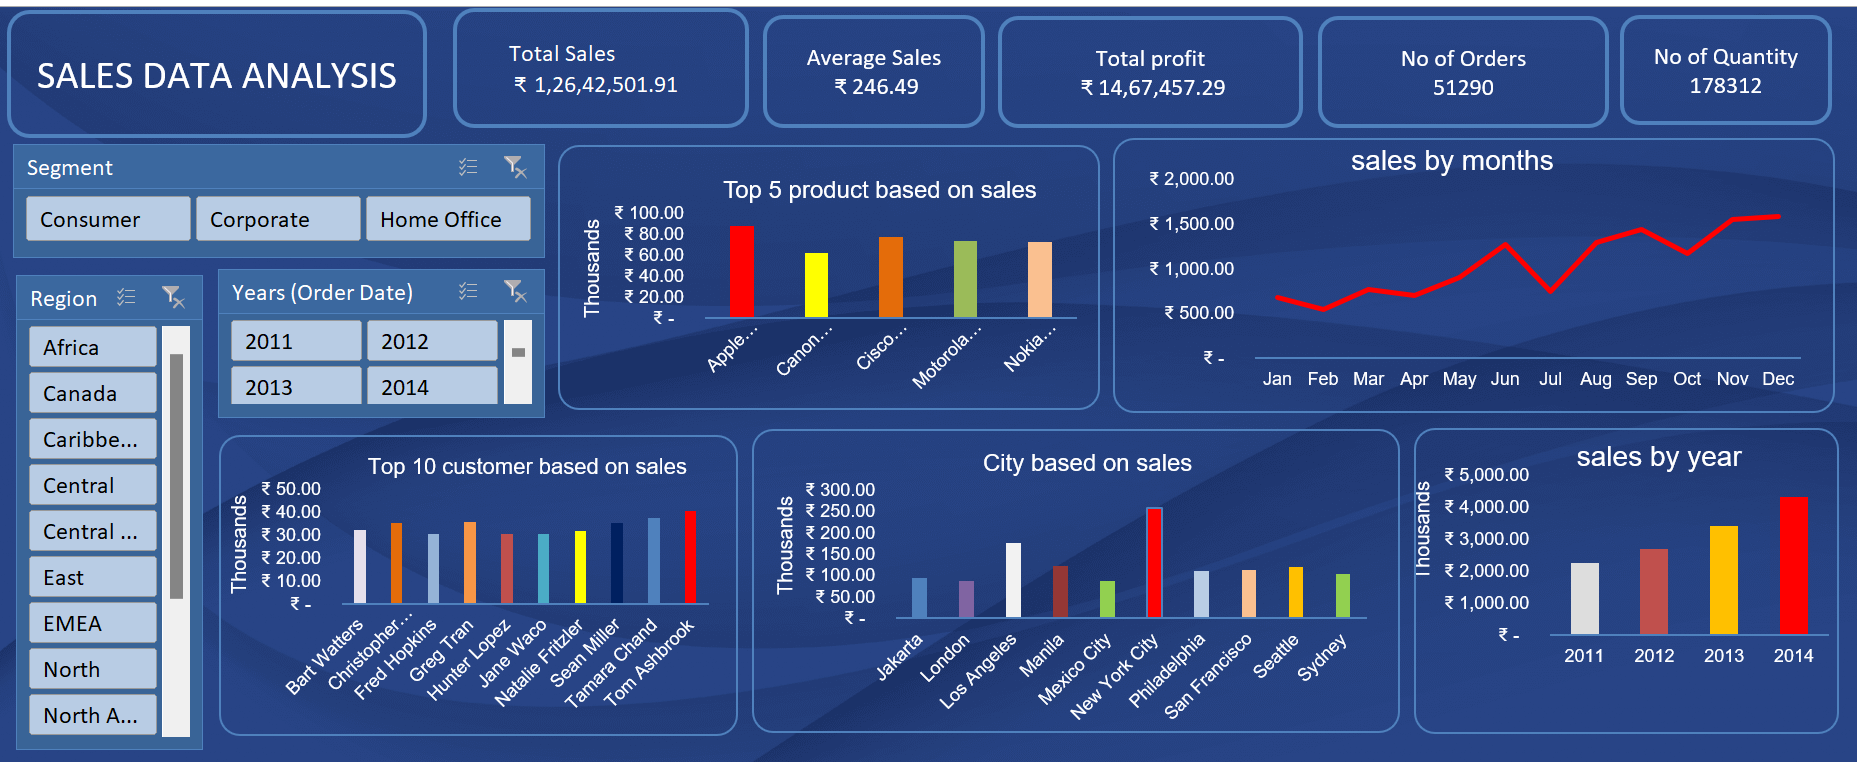 SALES DATA ANALYSIS
Total Sales
₹ 1,26,42,501.91
Average Sales
₹ 246.49
Total profit
₹ 14,67,457.29
No of Orders
51290
No of Quantity
178312
Segment
Consumer
Corporate
Home Office
Region
Africa
Canada
Caribbe...
Central
Central ...
East
EMEA
North
North A...
Years (Order Date)
2011
2012
2013
2014
Top 5 product based on sales
Thousands
₹ 100.00
₹ 80.00
₹ 60.00
₹ 40.00
₹ 20.00
₹ -
Apple...
Canon...
Cisco...
Motorola...
Nokia...
sales by months
₹ 2,000.00
₹ 1,500.00
₹ 1,000.00
₹ 500.00
₹ -
Jan Feb Mar Apr May Jun Jul Aug Sep Oct Nov Dec
Top 10 customer based on sales
Thousands
₹ 50.00
₹ 40.00
₹ 30.00
₹ 20.00
₹ 10.00
₹ -
Bart Watters
Christopher...
Fred Hopkins
Greg Tran
Hunter Lopez
Jane Waco
Natalie Fritzler
Sean Miller
Tamara Chand
Tom Ashbrook
City based on sales
Thousands
₹ 300.00
₹ 250.00
₹ 200.00
₹ 150.00
₹ 100.00
₹ 50.00
₹ -
Jakarta
London
Los Angeles
Manila
Mexico City
New York City
Philadelphia
San Francisco
Seattle
Sydney
sales by year
Thousands
₹ 5,000.00
₹ 4,000.00
₹ 3,000.00
₹ 2,000.00
₹ 1,000.00
₹ -
2011 2012 2013 2014